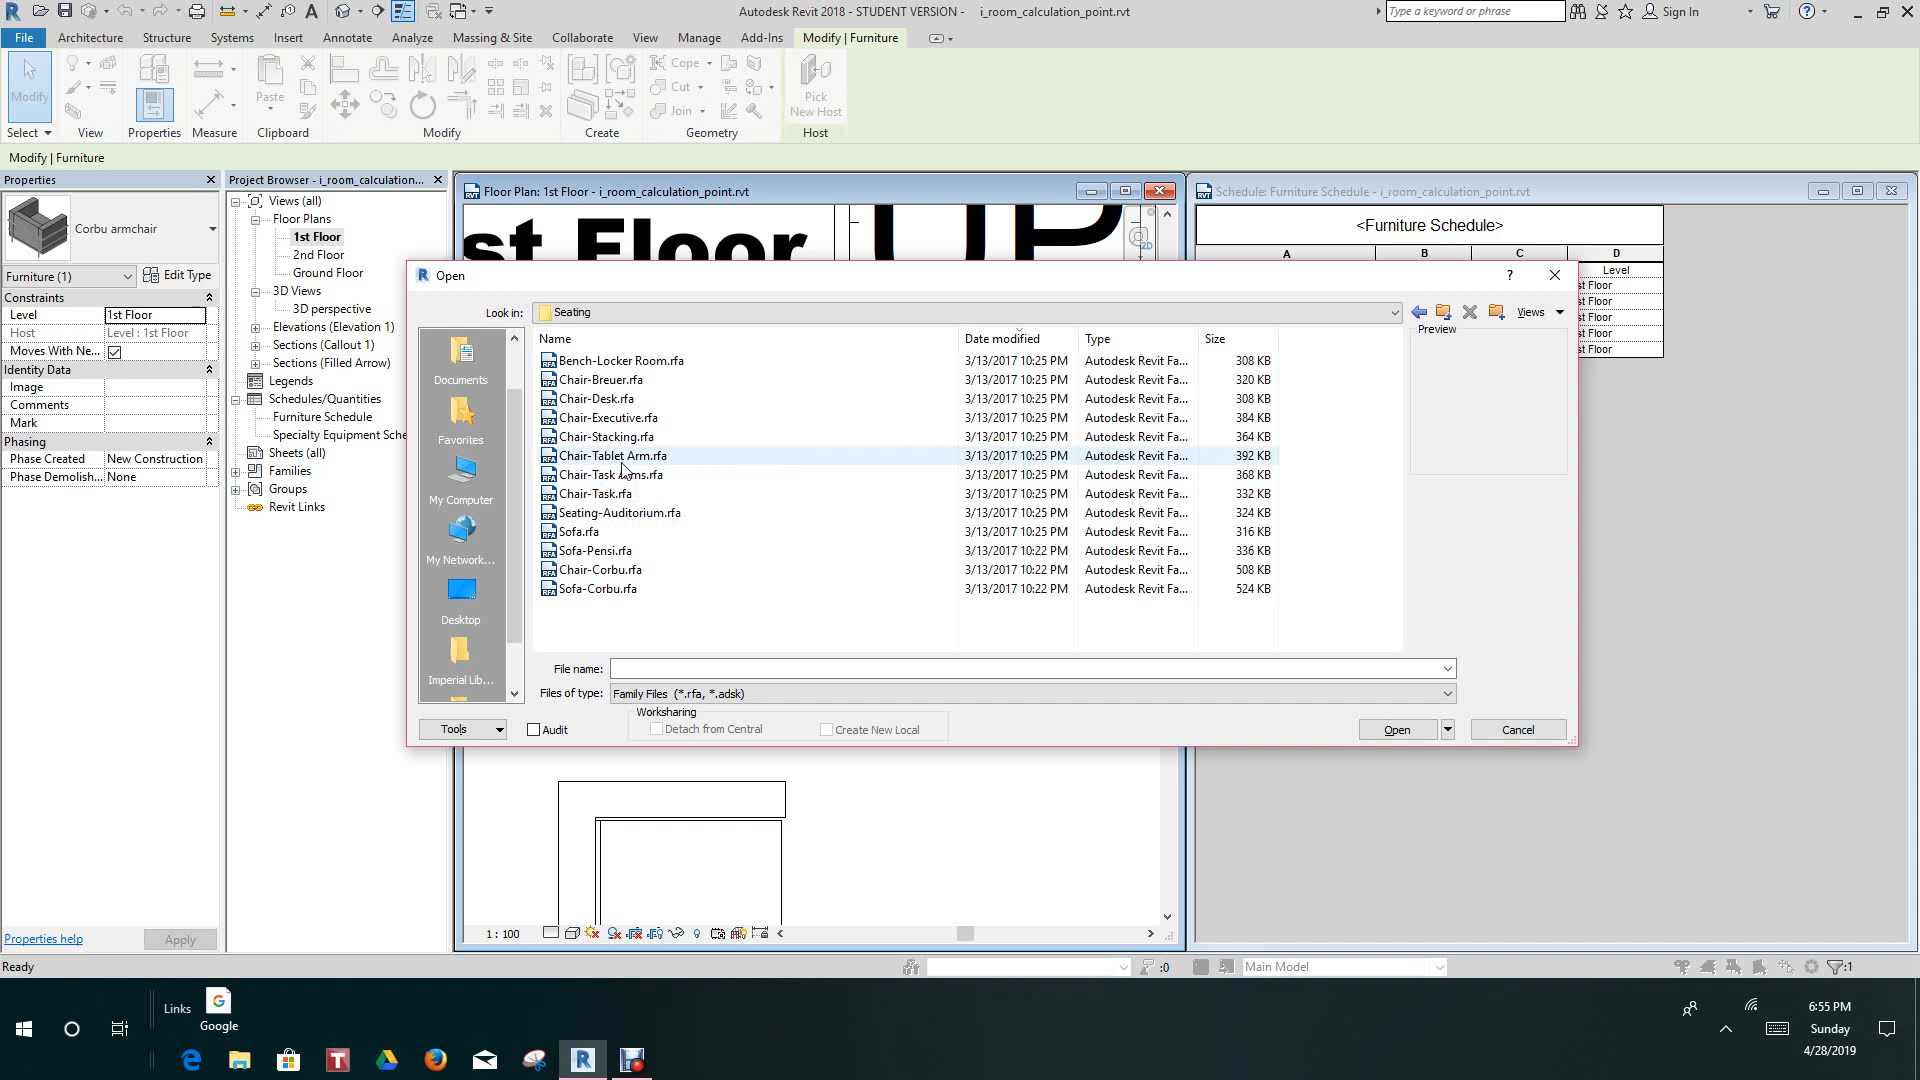 Autodesk Revit 2018 - STUDENT VERSION - i_room_calculation_point.rvt
Type a keyword or phrase
Sign In
File Architecture Structure Systems Insert Annotate Analyze Massing & Site Collaborate View Manage Add-Ins Modify | Furniture
Modify
Paste
Cope
Cut
Join
Pick
New Host
Select View Properties Measure Clipboard Modify Create Geometry Host
Modify | Furniture
Properties
Corbu armchair
Furniture (1)
Edit Type
Constraints
Level 1st Floor
Host Level : 1st Floor
Moves With Ne...
Identity Data
Image
Comments
Mark
Phasing
Phase Created New Construction
Phase Demolish... None
Properties help
Apply
Project Browser - i_room_calculation...
Views (all)
Floor Plans
1st Floor
2nd Floor
Ground Floor
3D Views
3D perspective
Elevations (Elevation 1)
Sections (Callout 1)
Sections (Filled Arrow)
Legends
Schedules/Quantities
Furniture Schedule
Specialty Equipment Sche
Sheets (all)
Families
Groups
Revit Links
Floor Plan: 1st Floor - i_room_calculation_point.rvt
st Floor
UP
2D
Schedule: Furniture Schedule - i_room_calculation_point.rvt
<Furniture Schedule>
A B C D
Level
st Floor
st Floor
st Floor
st Floor
st Floor
Open
Look in: Seating
Views
Preview
Documents
Favorites
My Computer
My Network...
Desktop
Imperial Lib...
Name Date modified Type Size
Bench-Locker Room.rfa 3/13/2017 10:25 PM Autodesk Revit Fa... 308 KB
Chair-Breuer.rfa 3/13/2017 10:25 PM Autodesk Revit Fa... 320 KB
Chair-Desk.rfa 3/13/2017 10:25 PM Autodesk Revit Fa... 308 KB
Chair-Executive.rfa 3/13/2017 10:25 PM Autodesk Revit Fa... 384 KB
Chair-Stacking.rfa 3/13/2017 10:25 PM Autodesk Revit Fa... 364 KB
Chair-Tablet Arm.rfa 3/13/2017 10:25 PM Autodesk Revit Fa... 392 KB
Chair-Task Arms.rfa 3/13/2017 10:25 PM Autodesk Revit Fa... 368 KB
Chair-Task.rfa 3/13/2017 10:25 PM Autodesk Revit Fa... 332 KB
Seating-Auditorium.rfa 3/13/2017 10:25 PM Autodesk Revit Fa... 324 KB
Sofa.rfa 3/13/2017 10:25 PM Autodesk Revit Fa... 316 KB
Sofa-Pensi.rfa 3/13/2017 10:22 PM Autodesk Revit Fa... 336 KB
Chair-Corbu.rfa 3/13/2017 10:22 PM Autodesk Revit Fa... 508 KB
Sofa-Corbu.rfa 3/13/2017 10:22 PM Autodesk Revit Fa... 524 KB
File name:
Files of type: Family Files (*.rfa, *.adsk)
Worksharing
Tools
Audit
Detach from Central
Create New Local
Open
Cancel
1 : 100
Ready
:0
Main Model
:1
Links
Google
6:55 PM
Sunday
4/28/2019